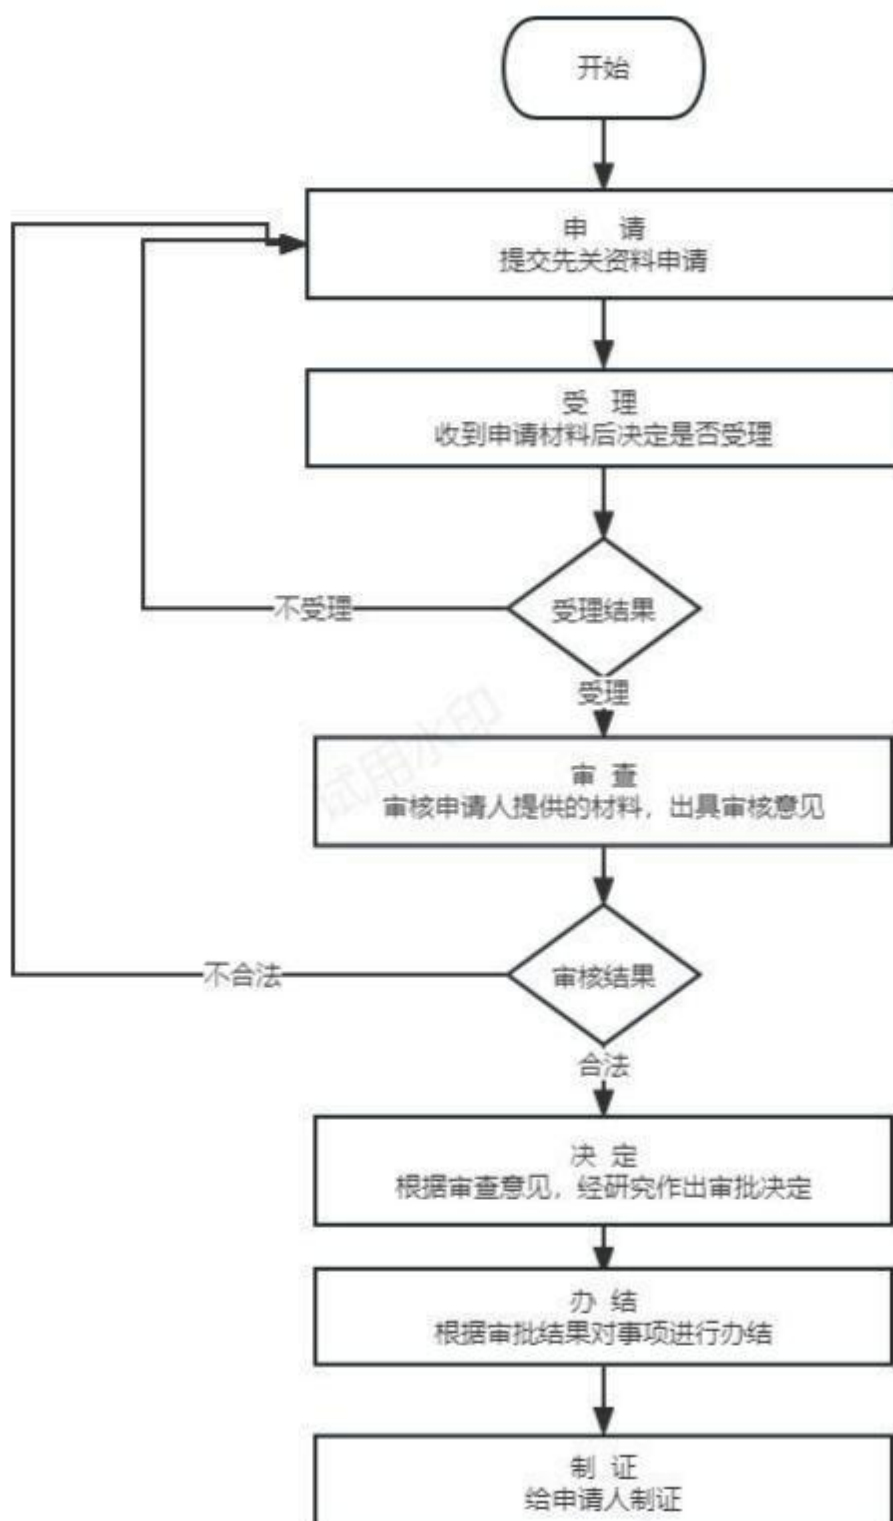 开始
申 请
提交先关资料申请
受 理
收到申请材料后决定是否受理
不受理
受理结果
受理
试用水印
审 查
审核申请人提供的材料，出具审核意见
不合法
审核结果
合法
决 定
根据审查意见，经研究作出审批决定
办 结
根据审批结果对事项进行办结
制 证
给申请人制证